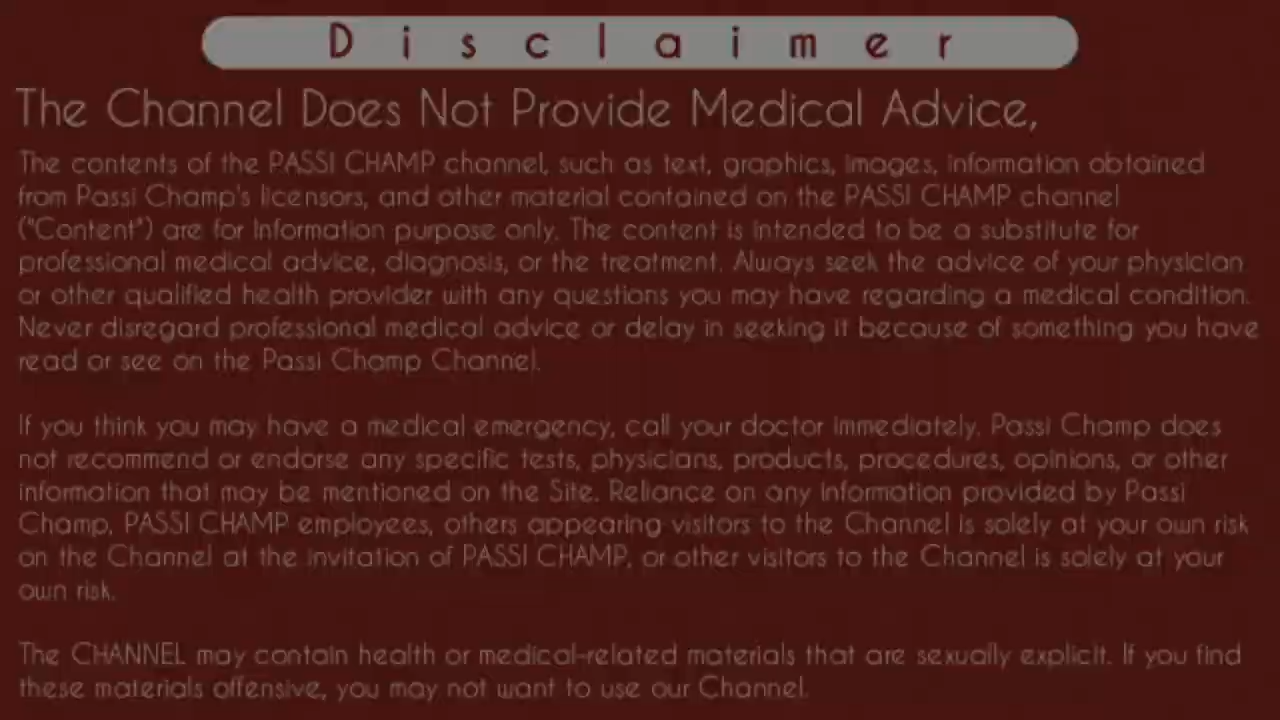 Disclaimer
The Channel Does Not Provide Medical Advice,
The contents of the PASSI CHAMP channel, such as text, graphics, images, information obtained
from Passi Champ's licensors, and other material contained on the PASSI CHAMP channel
("Content") are for Information purpose only. The content is intended to be a substitute for
professional medical advice, diagnosis, or the treatment. Always seek the advice of your physician
or other qualified health provider with any questions you may have regarding a medical condition.
Never disregard professional medical advice or delay in seeking it because of something you have
read or see on the Passi Champ Channel.
If you think you may have a medical emergency, call your doctor immediately. Passi Champ does
not recommend or endorse any specific tests, physicians, products, procedures, opinions, or other
information that may be mentioned on the Site. Reliance on any information provided by Passi
Champ, PASSI CHAMP employees, others appearing visitors to the Channel is solely at your own risk
on the Channel at the invitation of PASSI CHAMP, or other visitors to the Channel is solely at your
own risk.
The CHANNEL may contain health or medical-related materials that are sexually explicit. If you find
these materials offensive, you may not want to use our Channel.